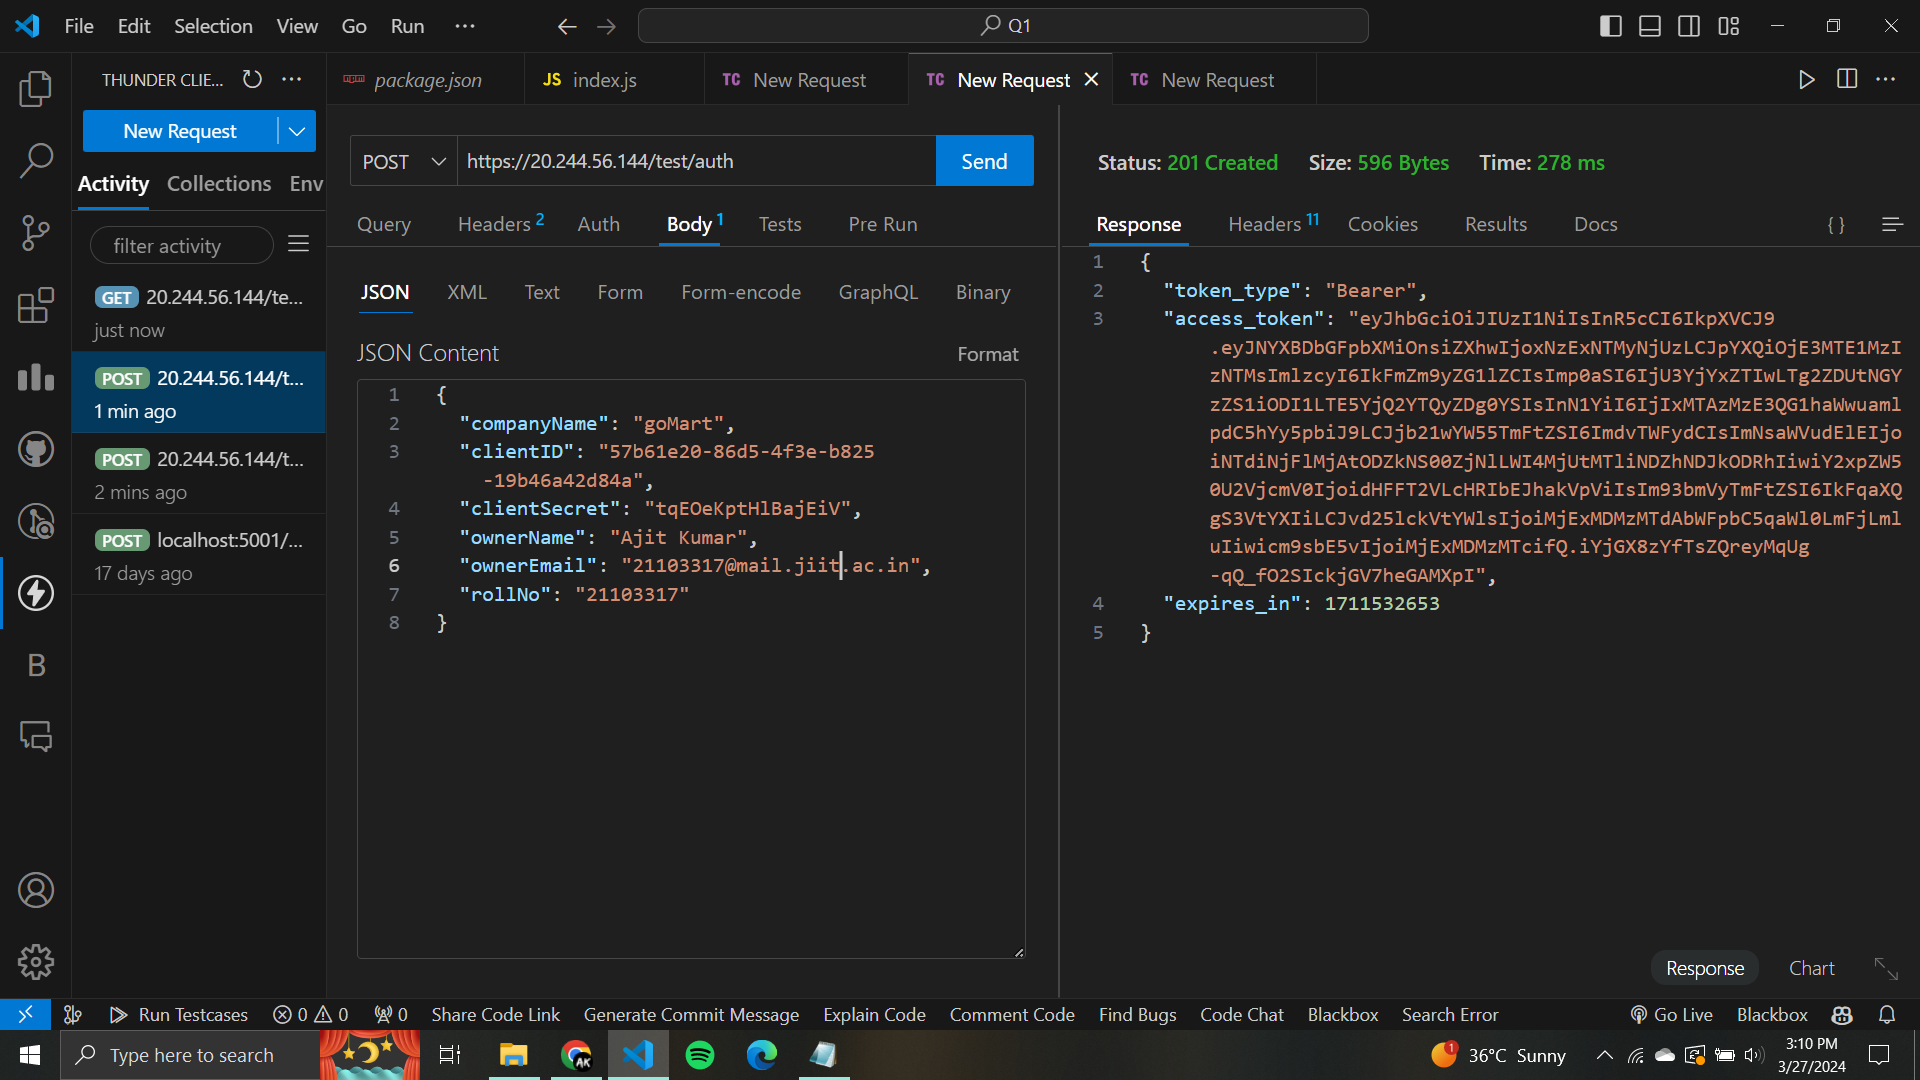 File Edit Selection View Go Run ··· Q1
THUNDER CLIE... ···
package.json JS index.js TC New Request TC New Request TC New Request ···
New Request
POST https://20.244.56.144/test/auth Send
Status: 201 Created Size: 596 Bytes Time: 278 ms
Activity Collections Env
Query Headers 2 Auth Body 1 Tests Pre Run
Response Headers 11 Cookies Results Docs { }
filter activity
GET 20.244.56.144/te...
just now
POST 20.244.56.144/t...
1 min ago
POST 20.244.56.144/t...
2 mins ago
POST localhost:5001/...
17 days ago
JSON XML Text Form Form-encode GraphQL Binary
JSON Content Format
1 {
2 "companyName": "goMart",
3 "clientID": "57b61e20-86d5-4f3e-b825
-19b46a42d84a",
4 "clientSecret": "tqEOeKptHlBajEiV",
5 "ownerName": "Ajit Kumar",
6 "ownerEmail": "21103317@mail.jiit.ac.in",
7 "rollNo": "21103317"
8 }
1 {
2 "token_type": "Bearer",
3 "access_token": "eyJhbGciOiJIUzI1NiIsInR5cCI6IkpXVCJ9
.eyJNYXBDbGFpbXMiOnsiZXhwIjoxNzExNTMyNjUzLCJpYXQiOjE3MTE1MzI
zNTMsImlzcyI6IkFmZm9yZG1lZCIsImp0aSI6IjU3YjYxZTIwLTg2ZDUtNGY
zZS1iODI1LTE5YjQ2YTQyZDg0YSIsInN1YiI6IjIxMTAzMzE3QG1haWwuaml
pdC5hYy5pbiJ9LCJjb21wYW55TmFtZSI6ImdvTWFydCIsImNsaWVudElEIjo
iNTdiNjFlMjAtODZkNS00ZjNlLWI4MjUtMTliNDZhNDJkODRhIiwiY2xpZW5
0U2VjcmV0IjoidHFFT2VLcHRIbEJhakVpViIsIm93bmVyTmFtZSI6IkFqaXQ
gS3VtYXIiLCJvd25lckVtYWlsIjoiMjExMDMzMTdAbWFpbC5qaWl0LmFjLml
uIiwicm9sbE5vIjoiMjExMDMzMTcifQ.iYjGX8zYfTsZQreyMqUg
-qQ_fO2SIckjGV7heGAMXpI",
4 "expires_in": 1711532653
5 }
B
Response Chart
Run Testcases 0 0 0 Share Code Link Generate Commit Message Explain Code Comment Code Find Bugs Code Chat Blackbox Search Error Go Live Blackbox
Type here to search AK 1 36°C Sunny
3:10 PM
3/27/2024